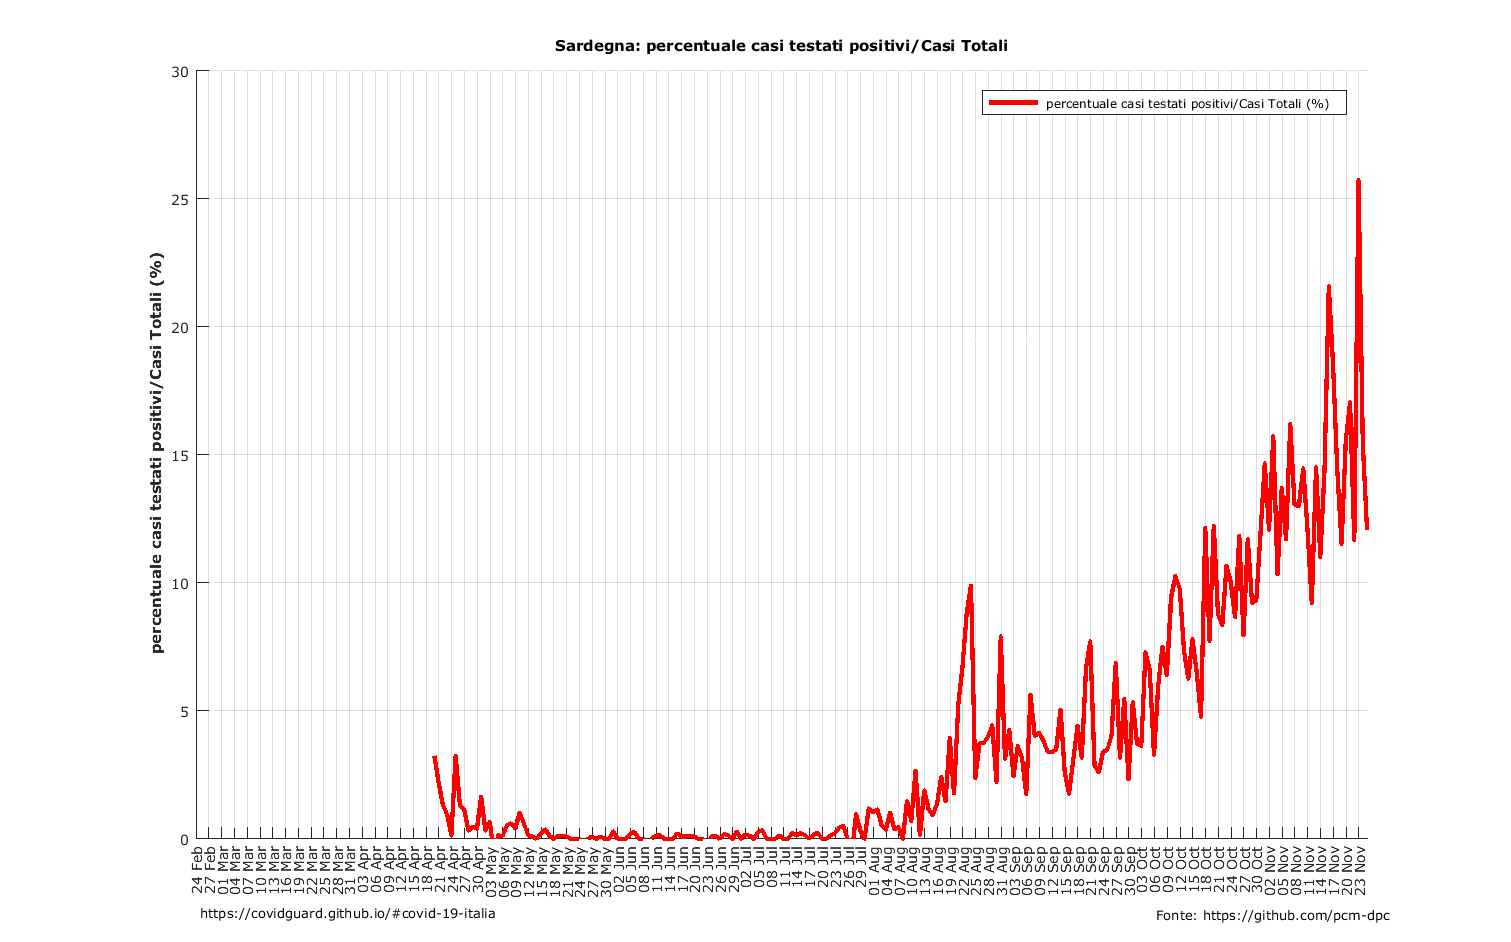 Sardegna: percentuale casi testati positivi/Casi Totali
percentuale casi testati positivi/Casi Totali (%)
percentuale casi testati positivi/Casi Totali (%)
30
25
20
15
10
5
0
24 Feb
27 Feb
01 Mar
04 Mar
07 Mar
10 Mar
13 Mar
16 Mar
19 Mar
22 Mar
25 Mar
28 Mar
31 Mar
03 Apr
06 Apr
09 Apr
12 Apr
15 Apr
18 Apr
21 Apr
24 Apr
27 Apr
30 Apr
03 May
06 May
09 May
12 May
15 May
18 May
21 May
24 May
27 May
30 May
02 Jun
05 Jun
08 Jun
11 Jun
14 Jun
17 Jun
20 Jun
23 Jun
26 Jun
29 Jun
02 Jul
05 Jul
08 Jul
11 Jul
14 Jul
17 Jul
20 Jul
23 Jul
26 Jul
29 Jul
01 Aug
04 Aug
07 Aug
10 Aug
13 Aug
16 Aug
19 Aug
22 Aug
25 Aug
28 Aug
31 Aug
03 Sep
06 Sep
09 Sep
12 Sep
15 Sep
18 Sep
21 Sep
24 Sep
27 Sep
30 Sep
03 Oct
06 Oct
09 Oct
12 Oct
15 Oct
18 Oct
21 Oct
24 Oct
27 Oct
30 Oct
02 Nov
05 Nov
08 Nov
11 Nov
14 Nov
17 Nov
20 Nov
23 Nov
https://covidguard.github.io/#covid-19-italia
Fonte: https://github.com/pcm-dpc